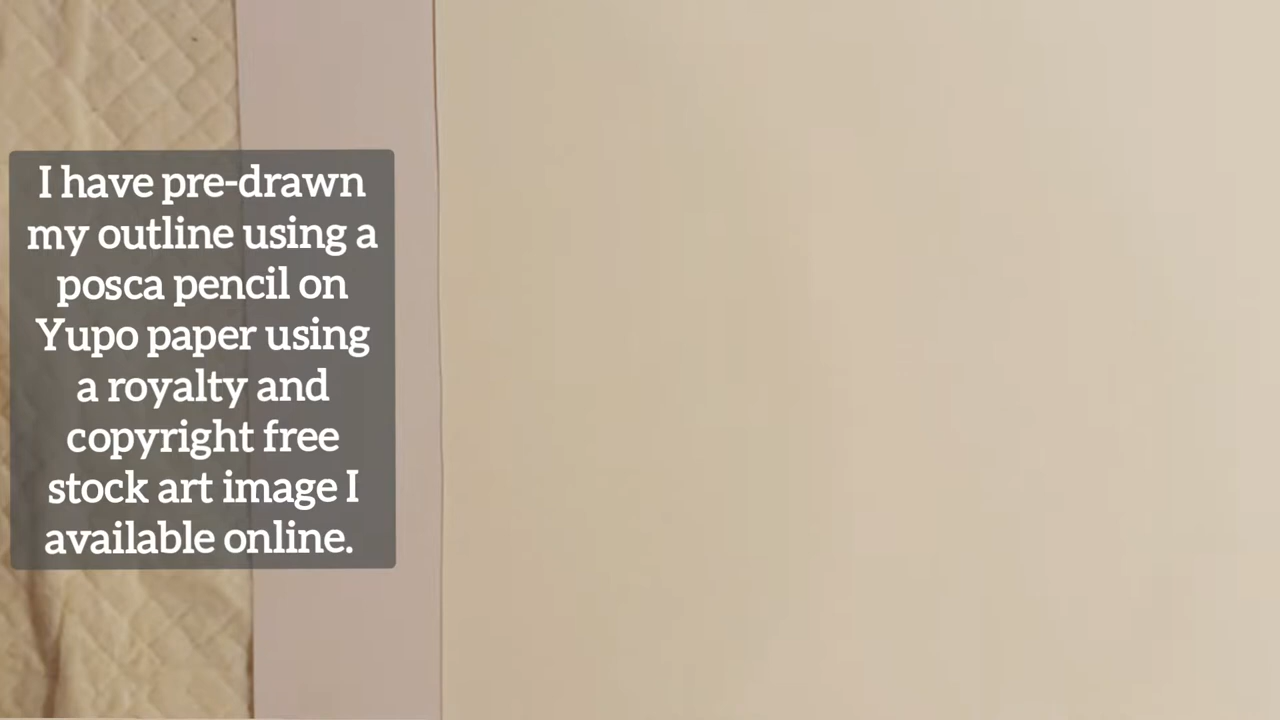 I have pre-drawn
my outline using a
posca pencil on
Yupo paper using
a royalty and
copyright free
stock art image I
available online.